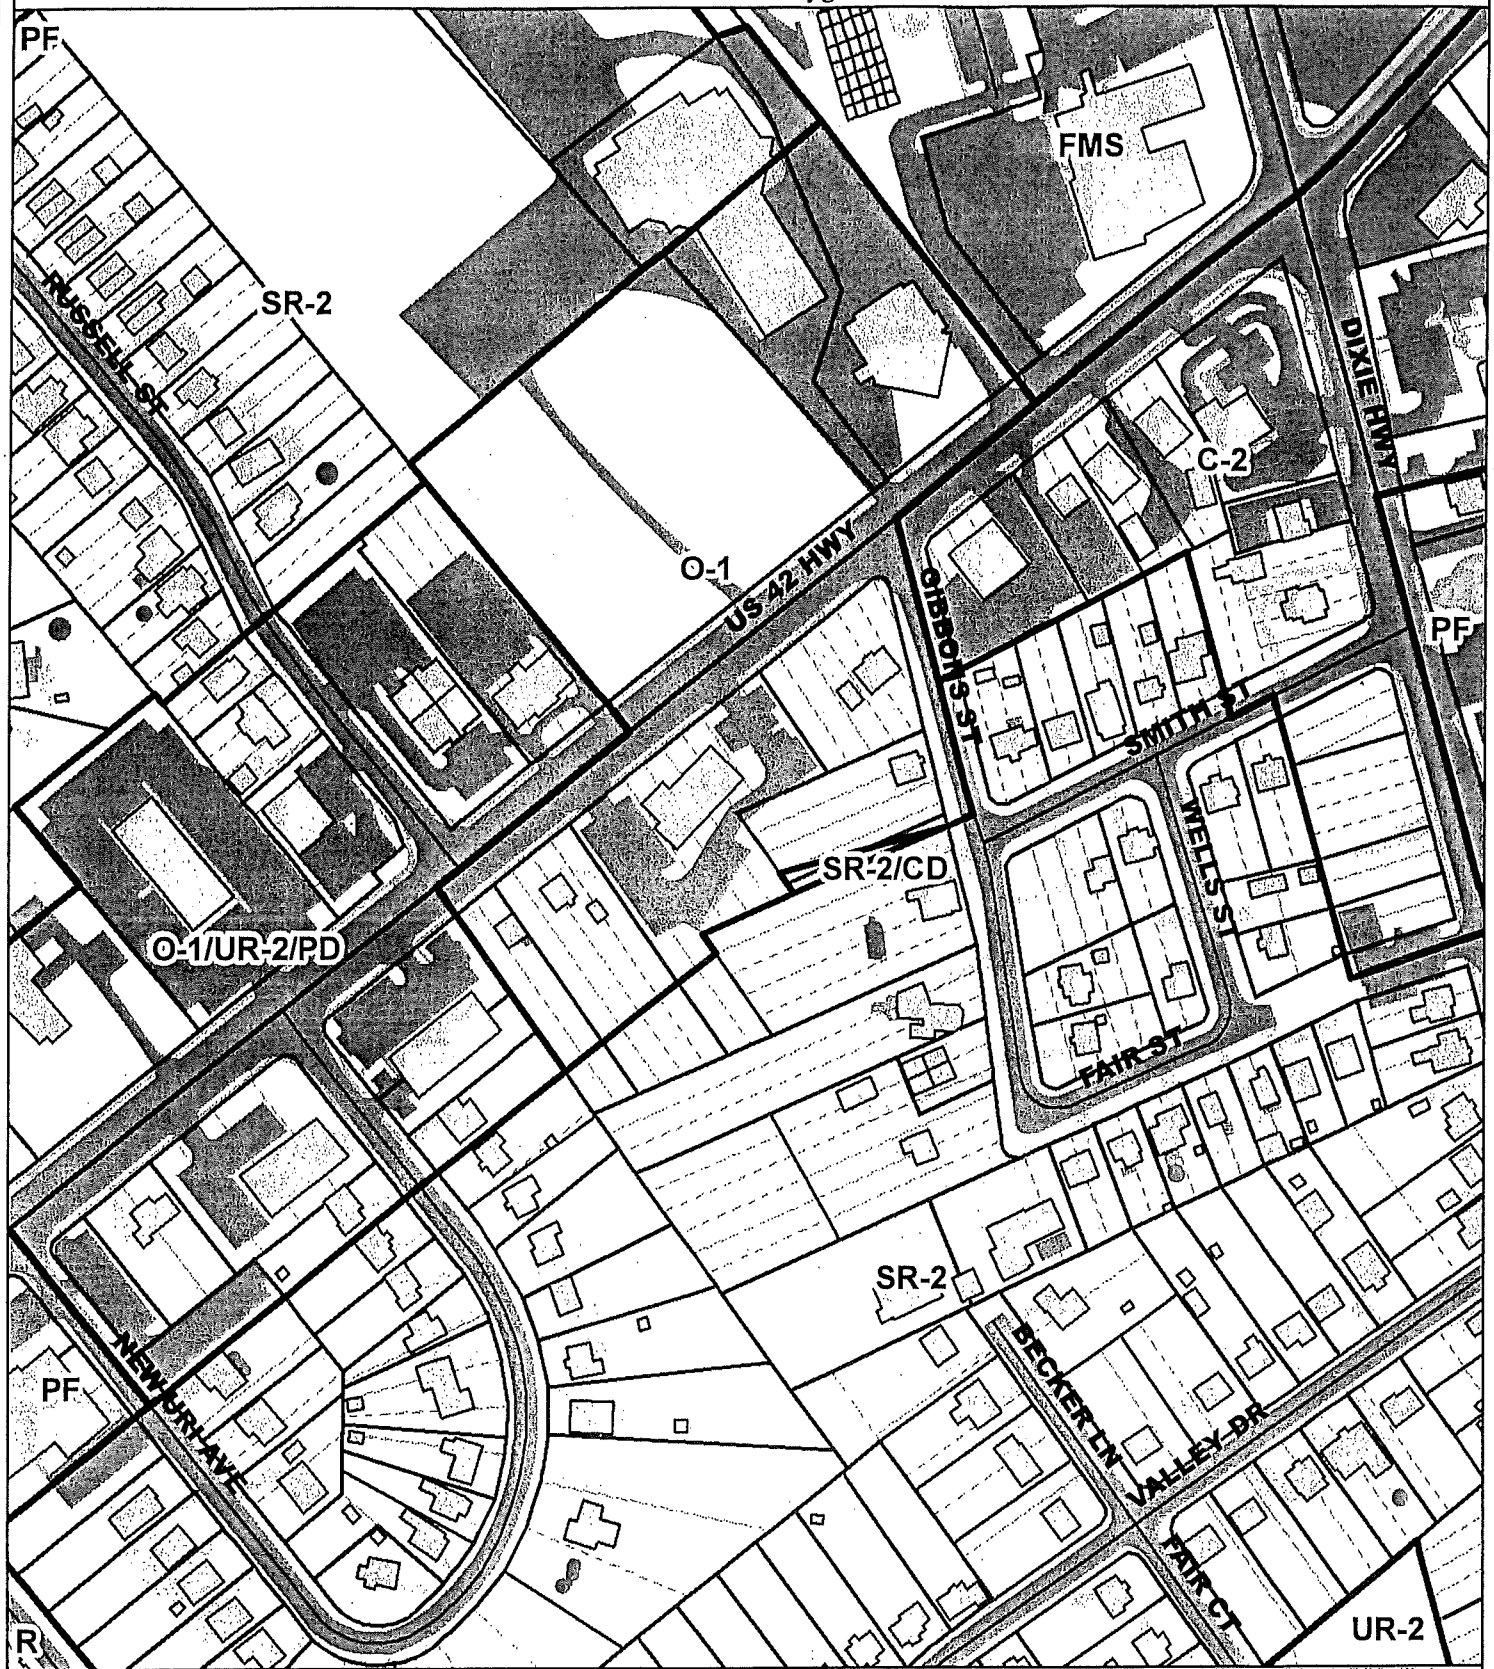 PF
FMS
RUSSELL ST
SR-2
DIXIE HWY
C-2
O-1
US 42 HWY
GIBBONS ST
PF
SMITH ST
WELLS ST
SR-2/CD
O-1/UR-2/PD
FAIR ST
SR-2
BECKER LN
NEW URI AVE
PF
VALLEY DR
FAIR CT
R
UR-2